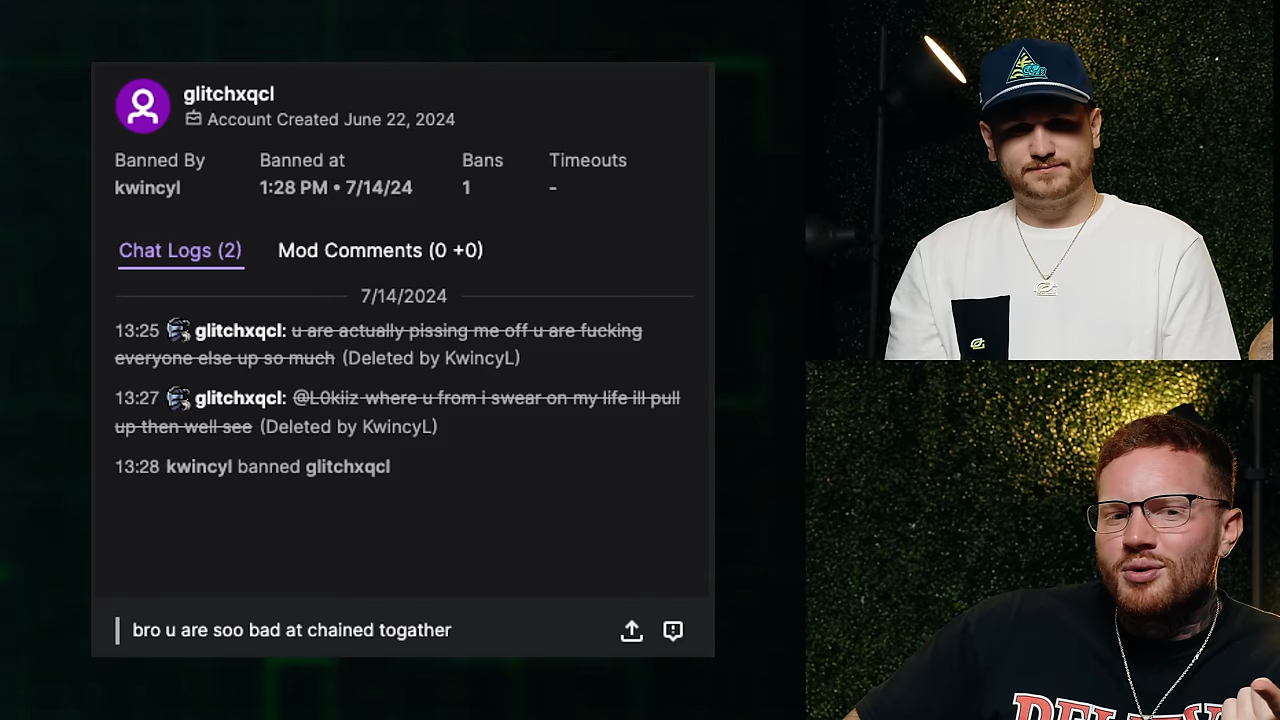 glitchxqcl
Account Created June 22, 2024
Banned By
Banned at
Bans
Timeouts
kwincyl
1:28 PM • 7/14/24
1
-
Chat Logs (2)
Mod Comments (0 +0)
7/14/2024
13:25 glitchxqcl: u are actually pissing me off u are fucking
everyone else up so much (Deleted by KwincyL)
13:27 glitchxqcl: @L0kiiz where u from i swear on my life ill pull
up then well see (Deleted by KwincyL)
13:28 kwincyl banned glitchxqcl
bro u are soo bad at chained togather